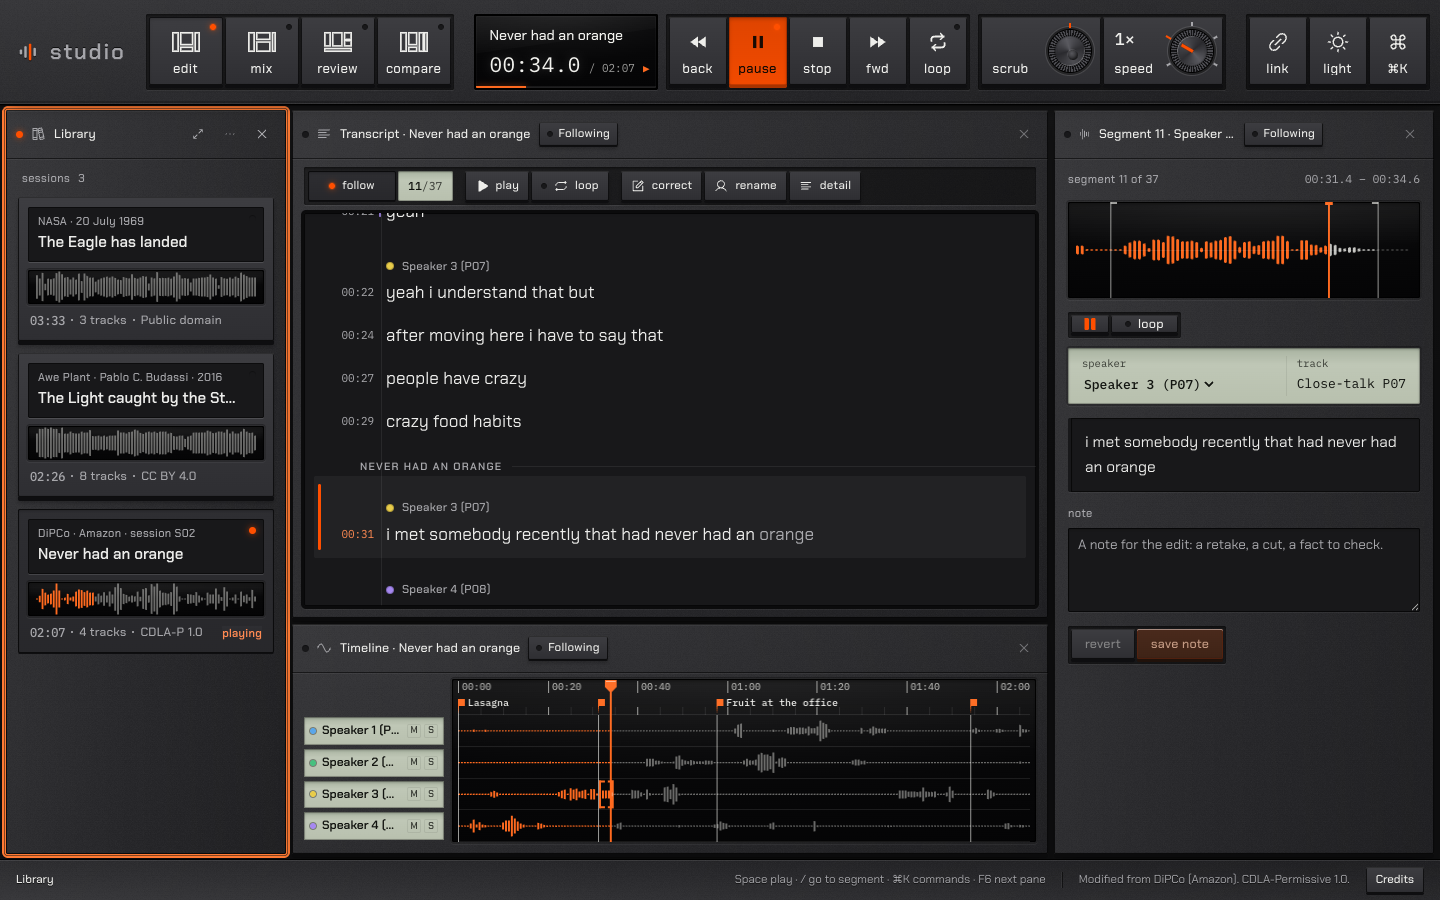 studio
edit
mix
review
compare
Never had an orange
00:34.0 / 02:07
back
pause
stop
fwd
loop
scrub
1×
speed
link
light
⌘K
Library
sessions 3
NASA · 20 July 1969
The Eagle has landed
03:33 · 3 tracks · Public domain
Awe Plant · Pablo C. Budassi · 2016
The Light caught by the St...
02:26 · 8 tracks · CC BY 4.0
DiPCo · Amazon · session S02
Never had an orange
02:07 · 4 tracks · CDLA-P 1.0 playing
Transcript · Never had an orange Following
follow 11/37 play loop correct rename detail
00:21 yeah
Speaker 3 (P07)
00:22 yeah i understand that but
00:24 after moving here i have to say that
00:27 people have crazy
00:29 crazy food habits
NEVER HAD AN ORANGE
Speaker 3 (P07)
00:31 i met somebody recently that had never had an orange
Speaker 4 (P08)
Timeline · Never had an orange Following
00:00 00:20 00:40 01:00 01:20 01:40 02:00
Lasagna Fruit at the office
Speaker 1 (P... M S
Speaker 2 (... M S
Speaker 3 (... M S
Speaker 4 (... M S
Segment 11 · Speaker ... Following
segment 11 of 37 00:31.4 – 00:34.6
loop
speaker track
Speaker 3 (P07) Close-talk P07
i met somebody recently that had never had
an orange
note
A note for the edit: a retake, a cut, a fact to check.
revert save note
Library
Space play · / go to segment · ⌘K commands · F6 next pane
Modified from DiPCo (Amazon). CDLA-Permissive 1.0.
Credits